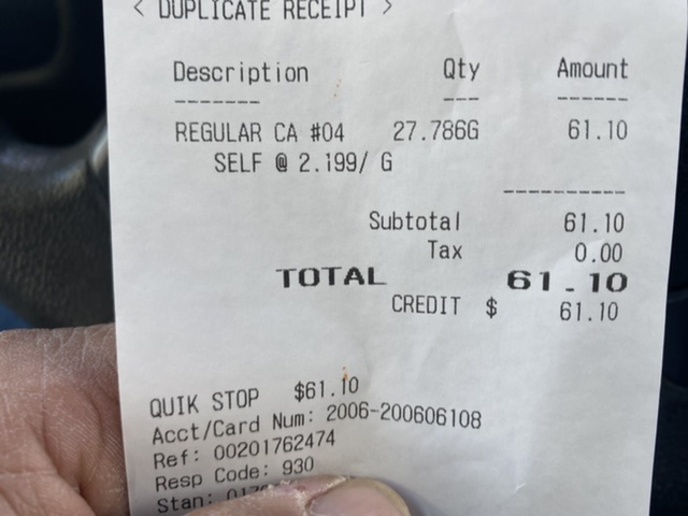 < DUPLICATE RECEIPT >
Description Qty Amount
------- --- ------
REGULAR CA #04 27.786G 61.10
SELF @ 2.199/ G
----------
Subtotal 61.10
Tax 0.00
TOTAL 61.10
CREDIT $ 61.10
QUIK STOP $61.10
Acct/Card Num: 2006-200606108
Ref: 00201762474
Resp Code: 930
Stan: